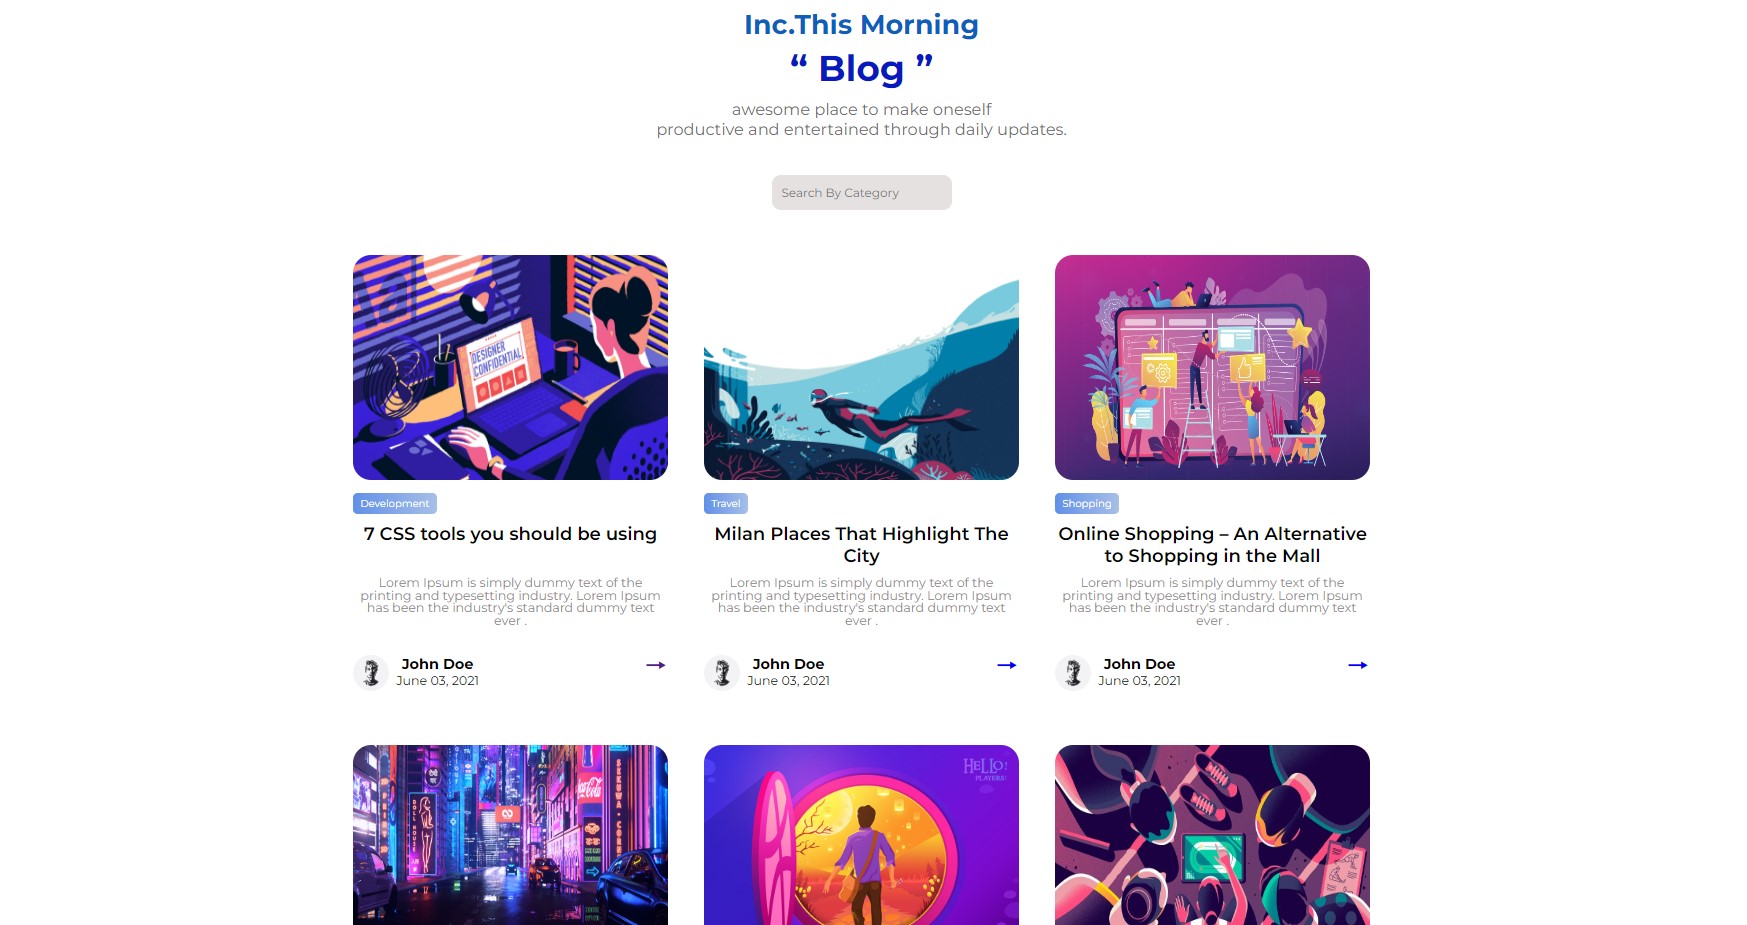 Inc.This Morning
“ Blog ”
awesome place to make oneself
productive and entertained through daily updates.
Search By Category
DESIGNER
CONFIDENTIAL
Development
7 CSS tools you should be using
Lorem Ipsum is simply dummy text of the
printing and typesetting industry. Lorem Ipsum
has been the industry's standard dummy text
ever .
John Doe
June 03, 2021
Travel
Milan Places That Highlight The
City
Lorem Ipsum is simply dummy text of the
printing and typesetting industry. Lorem Ipsum
has been the industry's standard dummy text
ever .
John Doe
June 03, 2021
Shopping
Online Shopping – An Alternative
to Shopping in the Mall
Lorem Ipsum is simply dummy text of the
printing and typesetting industry. Lorem Ipsum
has been the industry's standard dummy text
ever .
John Doe
June 03, 2021
DOLL HOUSE
Coca-Cola
SEKUWA
HELLO!
PLAYERS!